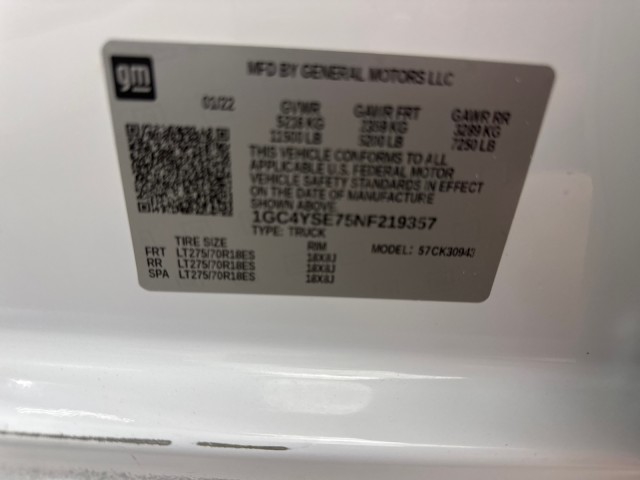 gm
MFD BY GENERAL MOTORS LLC
01/22 GVWR GAWR FRT GAWR RR
5216 KG 2359 KG 3289 KG
11500 LB 5200 LB 7250 LB
THIS VEHICLE CONFORMS TO ALL
APPLICABLE U.S. FEDERAL MOTOR
VEHICLE SAFETY STANDARDS IN EFFECT
ON THE DATE OF MANUFACTURE
SHOWN ABOVE.
1GC4YSE75NF219357
TYPE: TRUCK
TIRE SIZE RIM MODEL: 57CK30943
FRT LT275/70R18ES 18X8J
RR LT275/70R18ES 18X8J
SPA LT275/70R18ES 18X8J